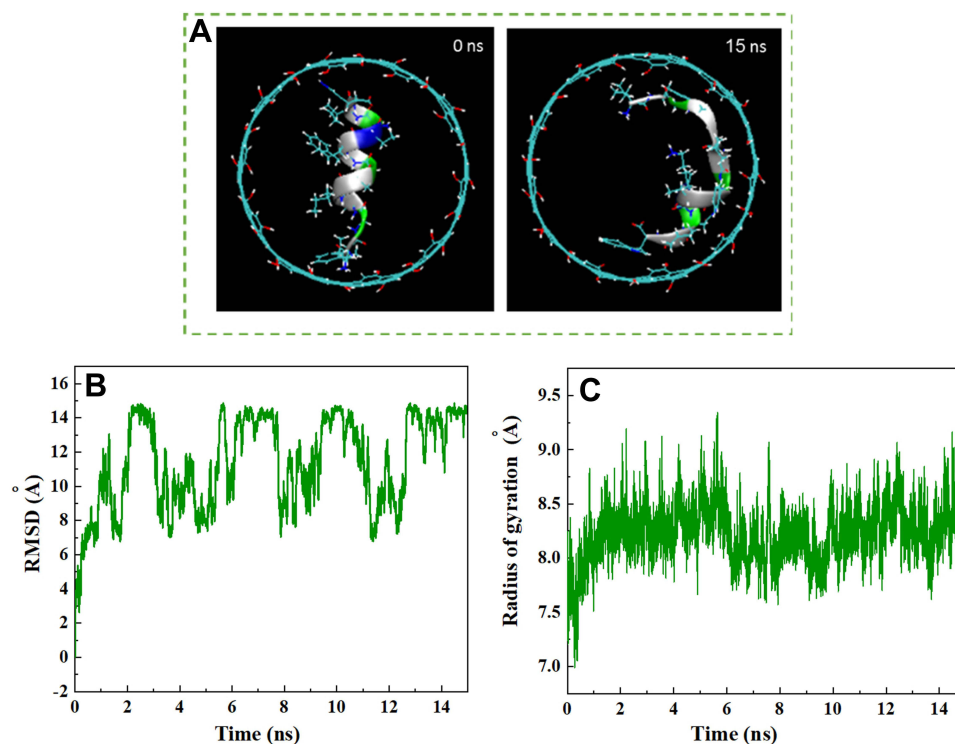 A
0 ns
15 ns
B
16
14
12
10
8
6
4
2
0
-2
RMSD (Å)
0 2 4 6 8 10 12 14
Time (ns)
C
9.5
9.0
8.5
8.0
7.5
7.0
Radius of gyration (Å)
0 2 4 6 8 10 12 14
Time (ns)